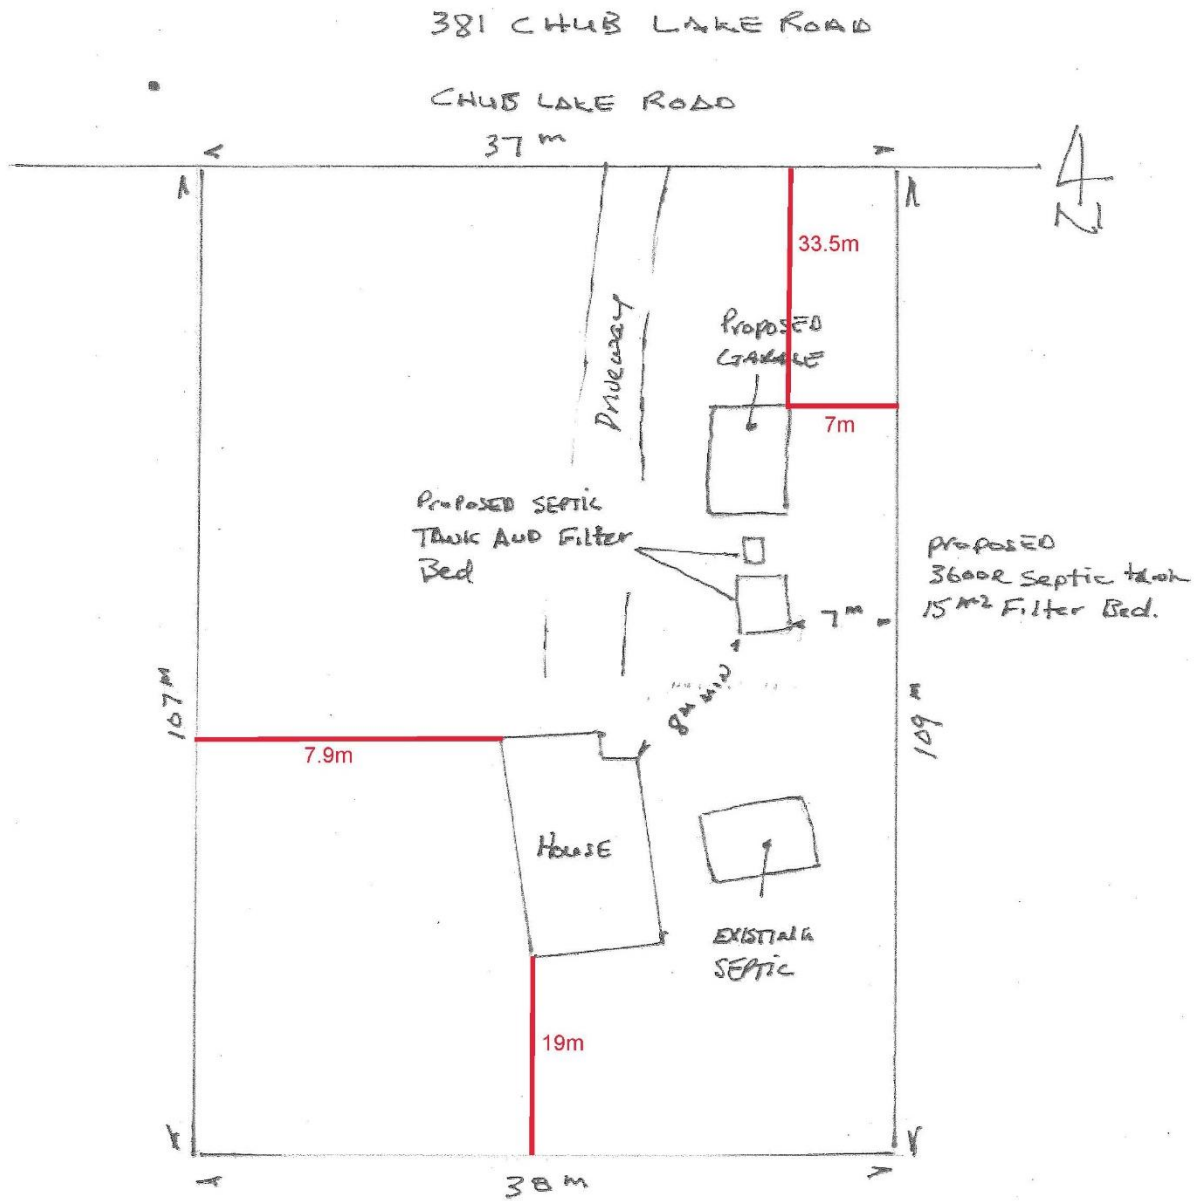 381 CHUB LAKE ROAD
CHUB LAKE ROAD
37 m
N
33.5m
Driveway
PROPOSED
GARAGE
7m
PROPOSED SEPTIC
TANK AND Filter
Bed
proposed
3600l Septic tank
15 m2 Filter Bed.
7 m
8m MIN
107 m
109 m
7.9m
House
EXISTING
SEPTIC
19m
38 m